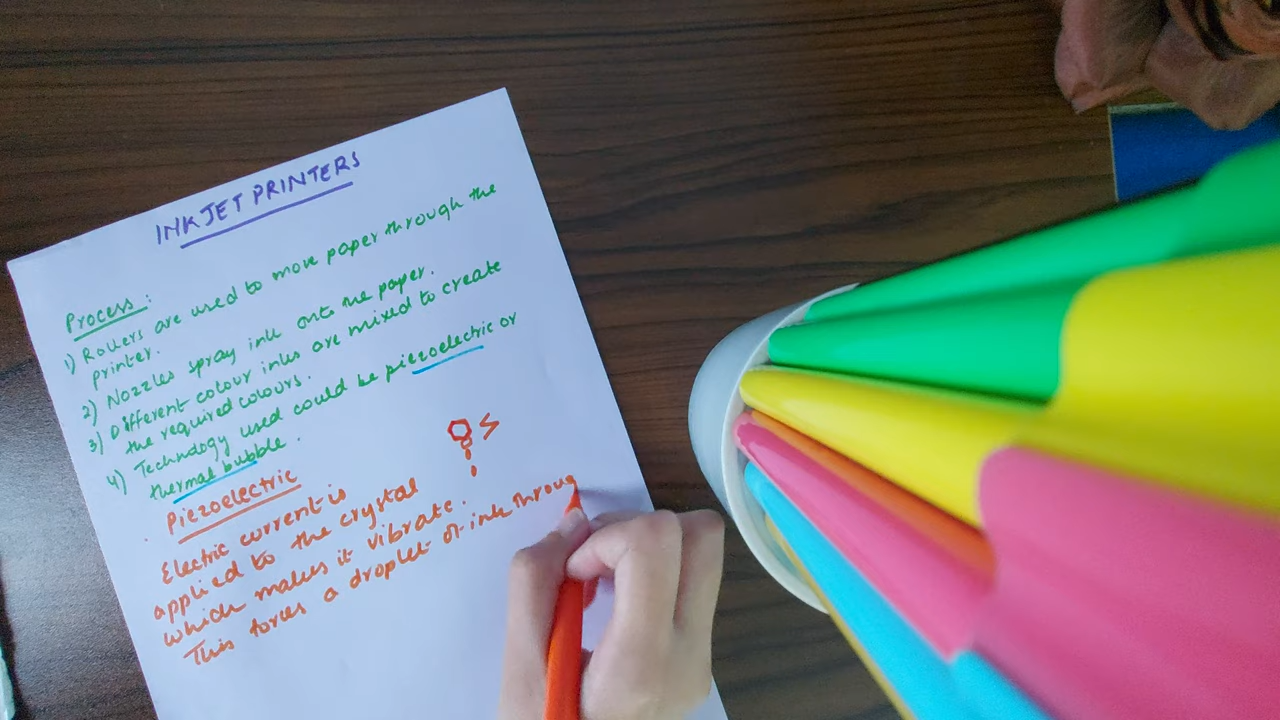 INKJET PRINTERS
Process:
1) Rollers are used to move paper through the
printer.
2) Nozzles spray ink onto the paper.
3) Different colour inks are mixed to create
the required colours.
4) Technology used could be piezoelectric or
thermal bubble.
Piezoelectric
Electric current is
applied to the crystal
which makes it vibrate.
This forces a droplet of ink throug